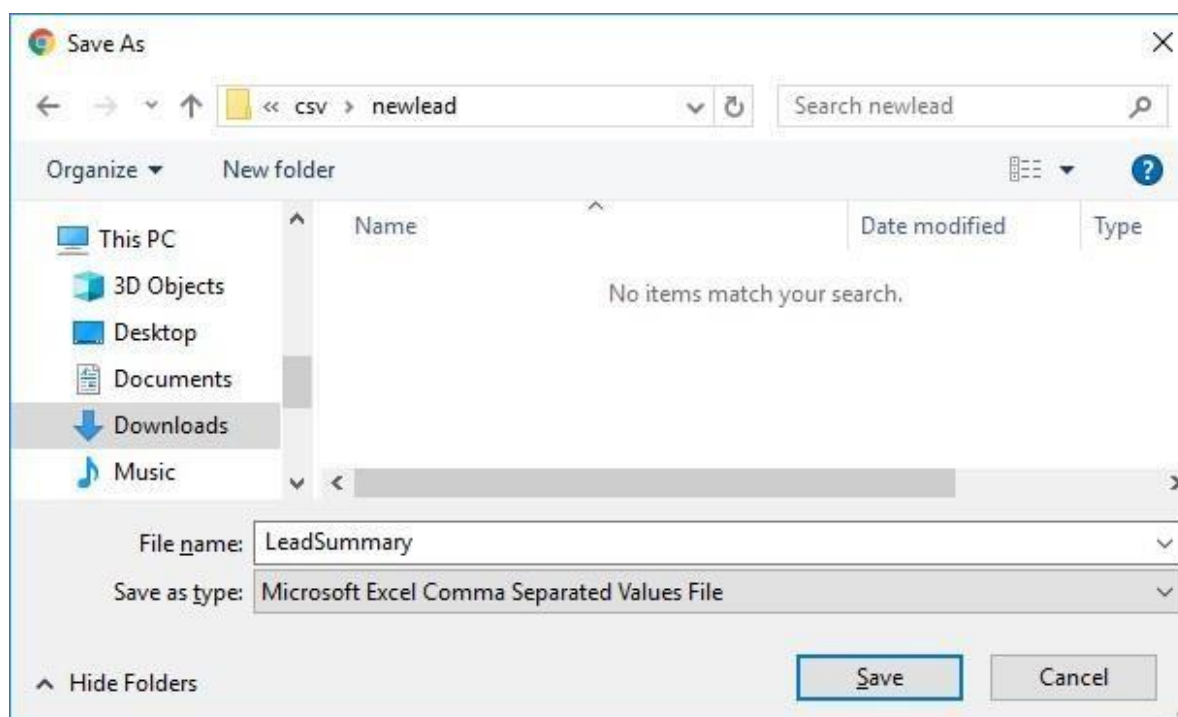 Save As
« csv › newlead
Search newlead
Organize
New folder
This PC
3D Objects
Desktop
Documents
Downloads
Music
Name
Date modified
Type
No items match your search.
File name: LeadSummary
Save as type: Microsoft Excel Comma Separated Values File
Hide Folders
Save
Cancel